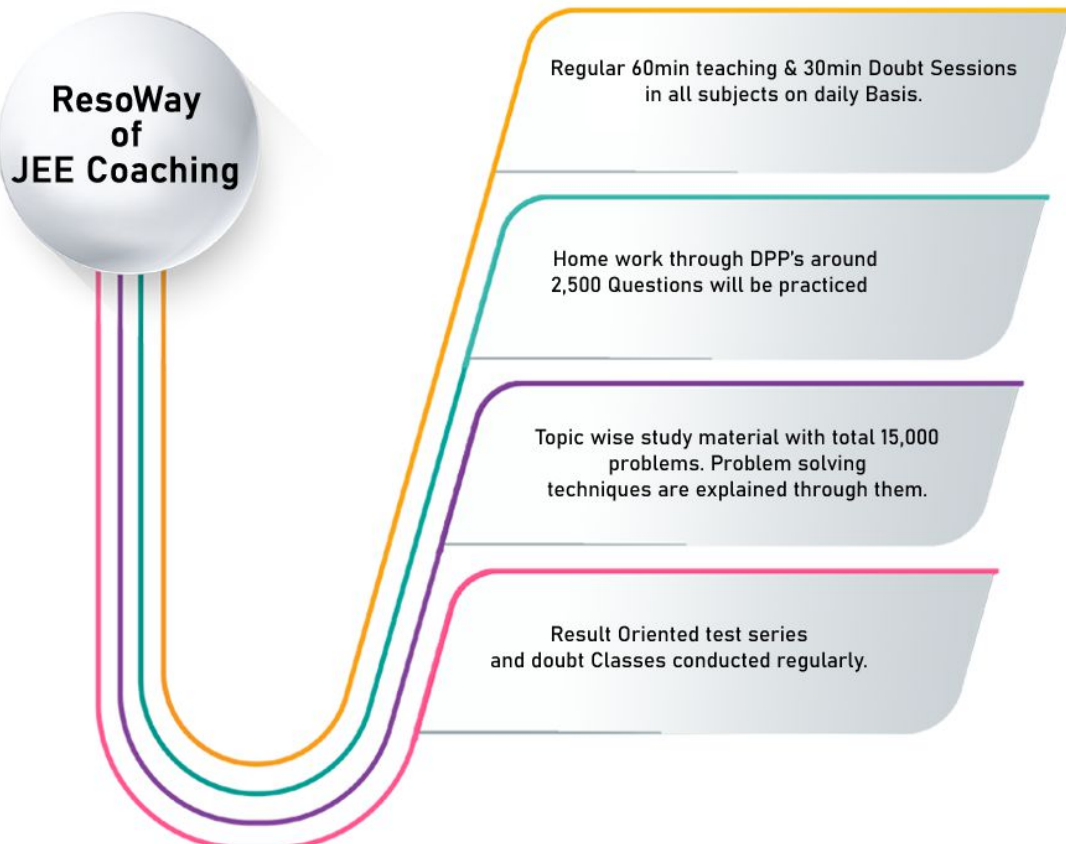 ResoWay
of
JEE Coaching
Regular 60min teaching & 30min Doubt Sessions
in all subjects on daily Basis.
Home work through DPP's around
2,500 Questions will be practiced
Topic wise study material with total 15,000
problems. Problem solving
techniques are explained through them.
Result Oriented test series
and doubt Classes conducted regularly.